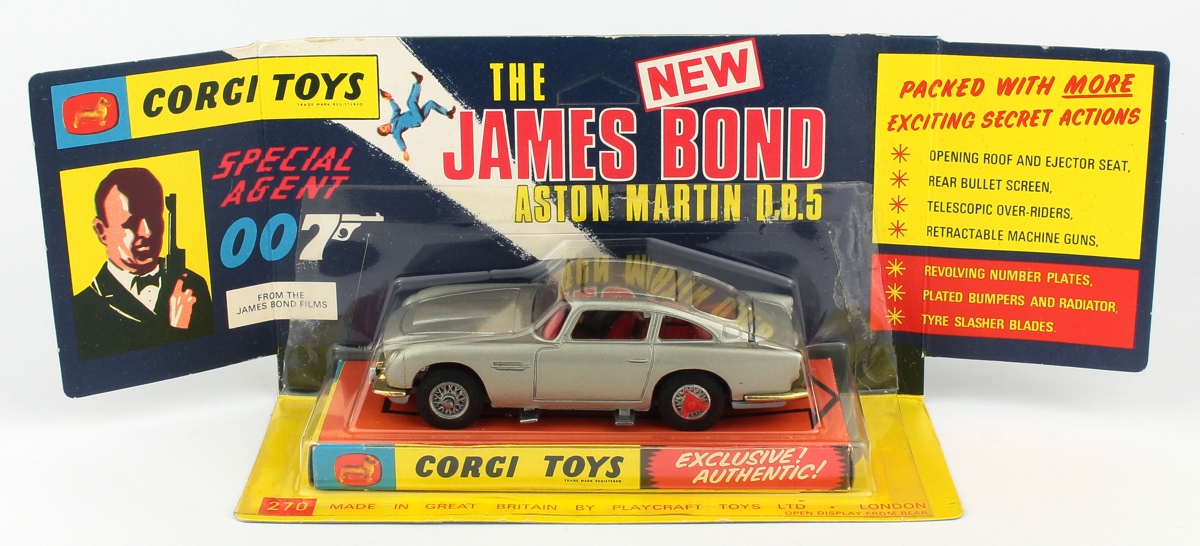 CORGI TOYS
TRADE MARK REGISTERED
SPECIAL
AGENT
007
FROM THE
JAMES BOND FILMS
THE
NEW
JAMES BOND
ASTON MARTIN D.B.5
PACKED WITH MORE
EXCITING SECRET ACTIONS
OPENING ROOF AND EJECTOR SEAT,
REAR BULLET SCREEN,
TELESCOPIC OVER-RIDERS,
RETRACTABLE MACHINE GUNS,
REVOLVING NUMBER PLATES,
PLATED BUMPERS AND RADIATOR,
TYRE SLASHER BLADES.
CORGI TOYS
TRADE MARK REGISTERED
EXCLUSIVE!
AUTHENTIC!
270 MADE IN GREAT BRITAIN BY PLAYCRAFT TOYS LTD · LONDON
OPEN DISPLAY FROM REAR